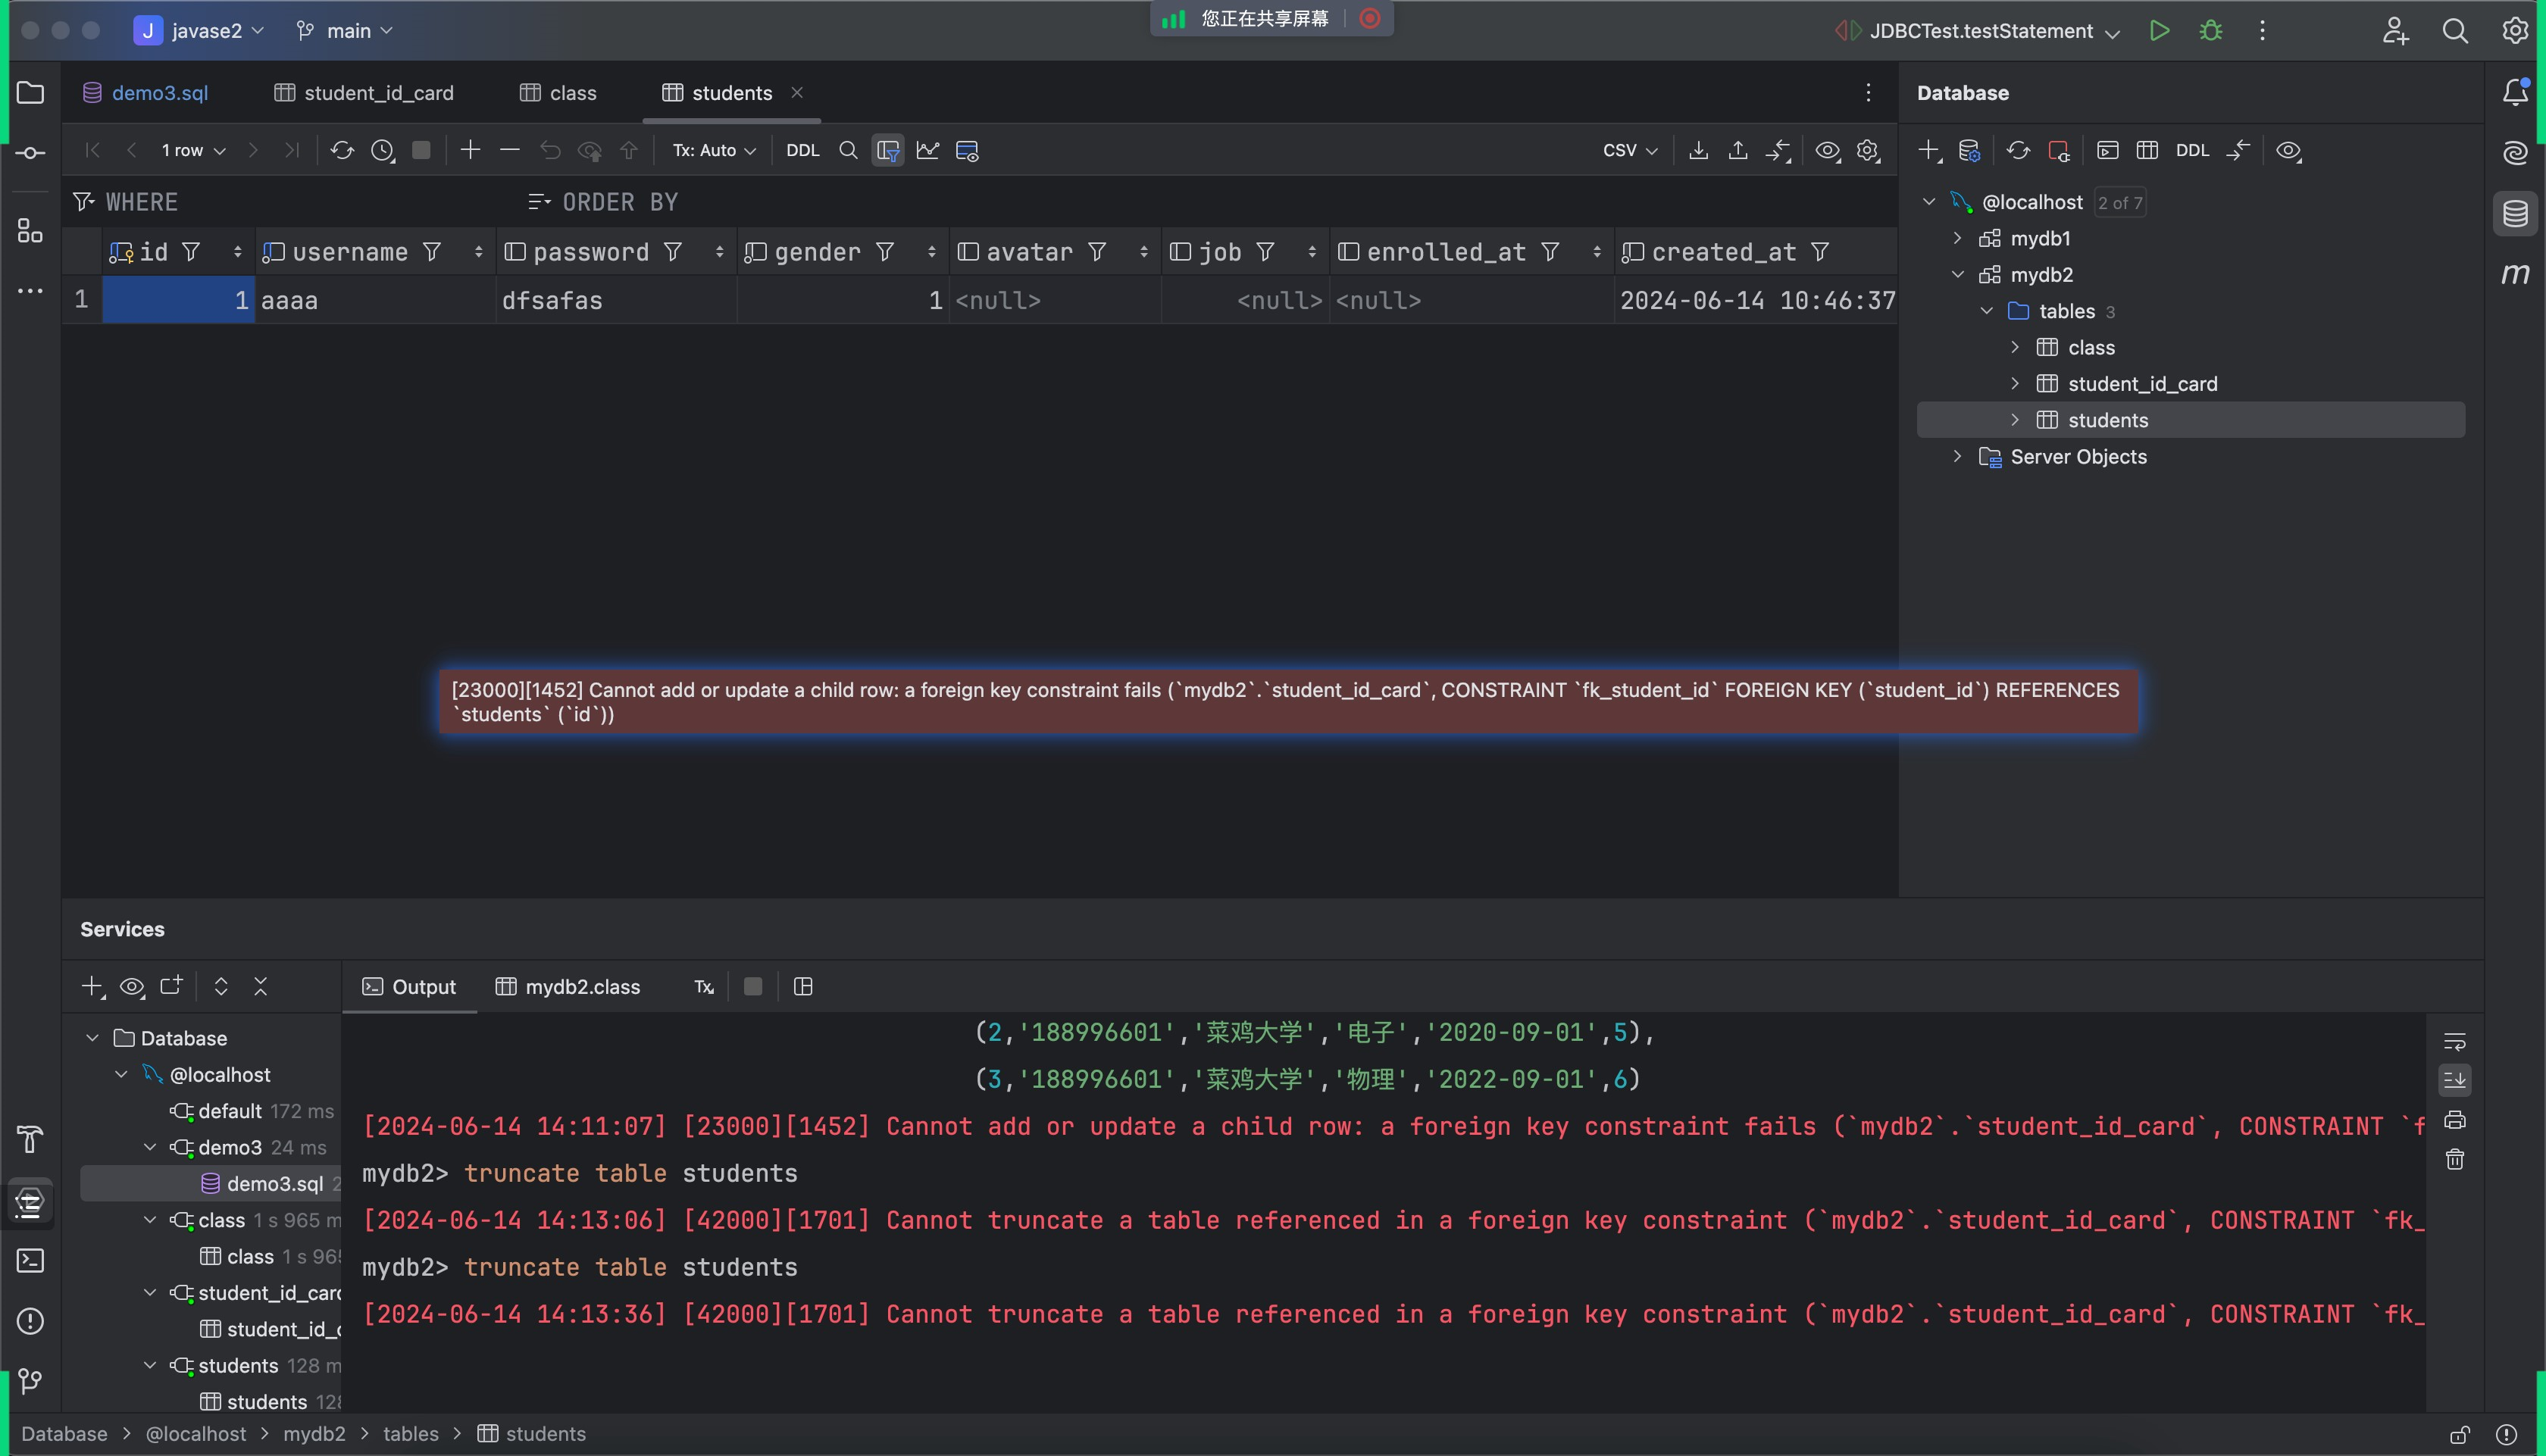 您正在共享屏幕
J javase2 main
JDBCTest.testStatement
demo3.sql student_id_card class students
Database
1 row Tx: Auto DDL CSV
DDL
WHERE ORDER BY
id username password gender avatar job enrolled_at created_at
1 1 aaaa dfsafas 1 <null> <null> <null> 2024-06-14 10:46:37
@localhost 2 of 7
mydb1
mydb2
tables 3
class
student_id_card
students
Server Objects
m
[23000][1452] Cannot add or update a child row: a foreign key constraint fails (`mydb2`.`student_id_card`, CONSTRAINT `fk_student_id` FOREIGN KEY (`student_id`) REFERENCES
`students` (`id`))
Services
Output mydb2.class Tx
Database
@localhost
default 172 ms
demo3 24 ms
demo3.sql 2
class 1 s 965 m
class 1 s 965
student_id_card
student_id_c
students 128 m
students 128
(2,'188996601','菜鸡大学','电子','2020-09-01',5),
(3,'188996601','菜鸡大学','物理','2022-09-01',6)
[2024-06-14 14:11:07] [23000][1452] Cannot add or update a child row: a foreign key constraint fails (`mydb2`.`student_id_card`, CONSTRAINT `f
mydb2> truncate table students
[2024-06-14 14:13:06] [42000][1701] Cannot truncate a table referenced in a foreign key constraint (`mydb2`.`student_id_card`, CONSTRAINT `fk_
mydb2> truncate table students
[2024-06-14 14:13:36] [42000][1701] Cannot truncate a table referenced in a foreign key constraint (`mydb2`.`student_id_card`, CONSTRAINT `fk_
Database > @localhost > mydb2 > tables > students